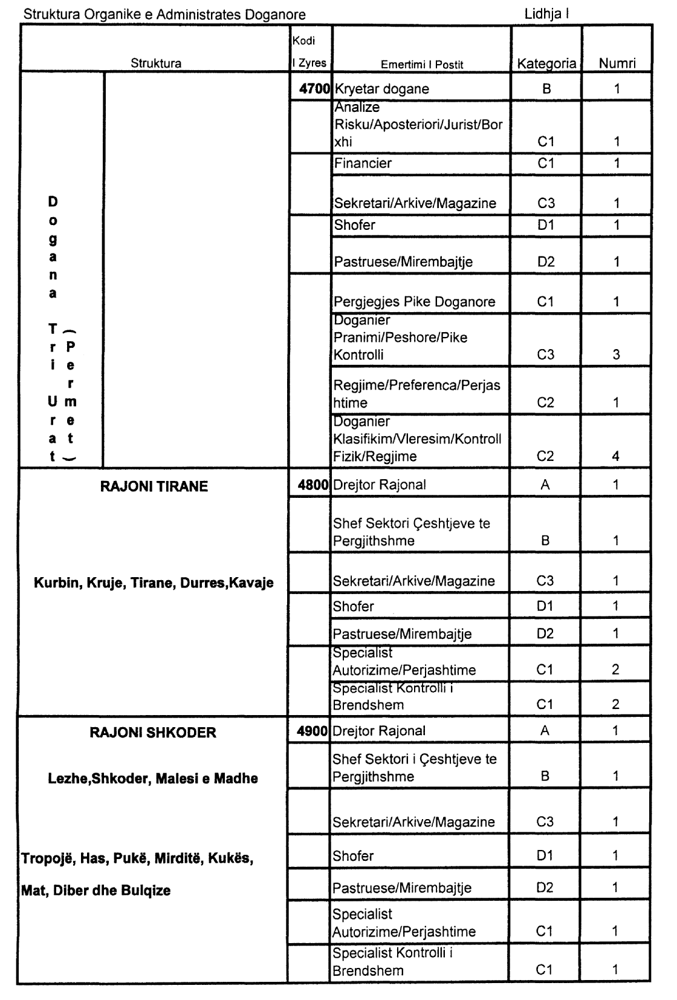 Struktura Organike e Administrates Doganore Lidhja I
Kodi
Struktura I Zyres Emertimi I Postit Kategoria Numri
Dogana Tri Urat
(Permet)
4700 Kryetar dogane B 1
Analize
Risku/Aposteriori/Jurist/Bor
xhi C1 1
Financier C1 1
Sekretari/Arkive/Magazine C3 1
Shofer D1 1
Pastruese/Mirembajtje D2 1
Pergjegjes Pike Doganore C1 1
Doganier
Pranimi/Peshore/Pike
Kontrolli C3 3
Regjime/Preferenca/Perjas
htime C2 1
Doganier
Klasifikim/Vleresim/Kontroll
Fizik/Regjime C2 4
RAJONI TIRANE 4800 Drejtor Rajonal A 1
Shef Sektori Çeshtjeve te
Pergjithshme B 1
Kurbin, Kruje, Tirane, Durres,Kavaje Sekretari/Arkive/Magazine C3 1
Shofer D1 1
Pastruese/Mirembajtje D2 1
Specialist
Autorizime/Perjashtime C1 2
Specialist Kontrolli i
Brendshem C1 2
RAJONI SHKODER 4900 Drejtor Rajonal A 1
Shef Sektori i Çeshtjeve te
Lezhe,Shkoder, Malesi e Madhe Pergjithshme B 1
Sekretari/Arkive/Magazine C3 1
Tropojë, Has, Pukë, Mirditë, Kukës, Shofer D1 1
Mat, Diber dhe Bulqize Pastruese/Mirembajtje D2 1
Specialist
Autorizime/Perjashtime C1 1
Specialist Kontrolli i
Brendshem C1 1